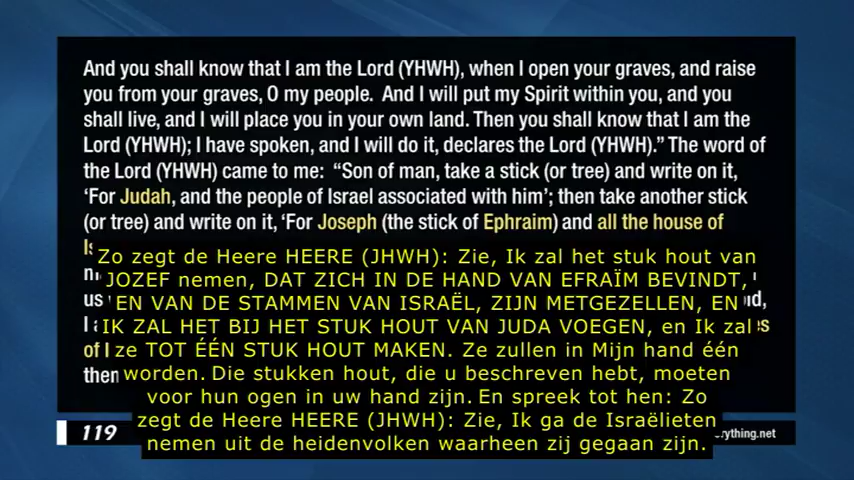 And you shall know that I am the Lord (YHWH), when I open your graves, and raise
you from your graves, O my people. And I will put my Spirit within you, and you
shall live, and I will place you in your own land. Then you shall know that I am the
Lord (YHWH); I have spoken, and I will do it, declares the Lord (YHWH).” The word of
the Lord (YHWH) came to me: “Son of man, take a stick (or tree) and write on it,
‘For Judah, and the people of Israel associated with him’; then take another stick
(or tree) and write on it, ‘For Joseph (the stick of Ephraim) and all the house of
Zo zegt de Heere HEERE (JHWH): Zie, Ik zal het stuk hout van
JOZEF nemen, DAT ZICH IN DE HAND VAN EFRAÏM BEVINDT,
us EN VAN DE STAMMEN VAN ISRAËL, ZIJN METGEZELLEN, EN
I IK ZAL HET BIJ HET STUK HOUT VAN JUDA VOEGEN, en Ik zal
of I ze TOT ÉÉN STUK HOUT MAKEN. Ze zullen in Mijn hand één
then worden. Die stukken hout, die u beschreven hebt, moeten
voor hun ogen in uw hand zijn. En spreek tot hen: Zo
zegt de Heere HEERE (JHWH): Zie, Ik ga de Israëlieten
119 nemen uit de heidenvolken waarheen zij gegaan zijn. rything.net